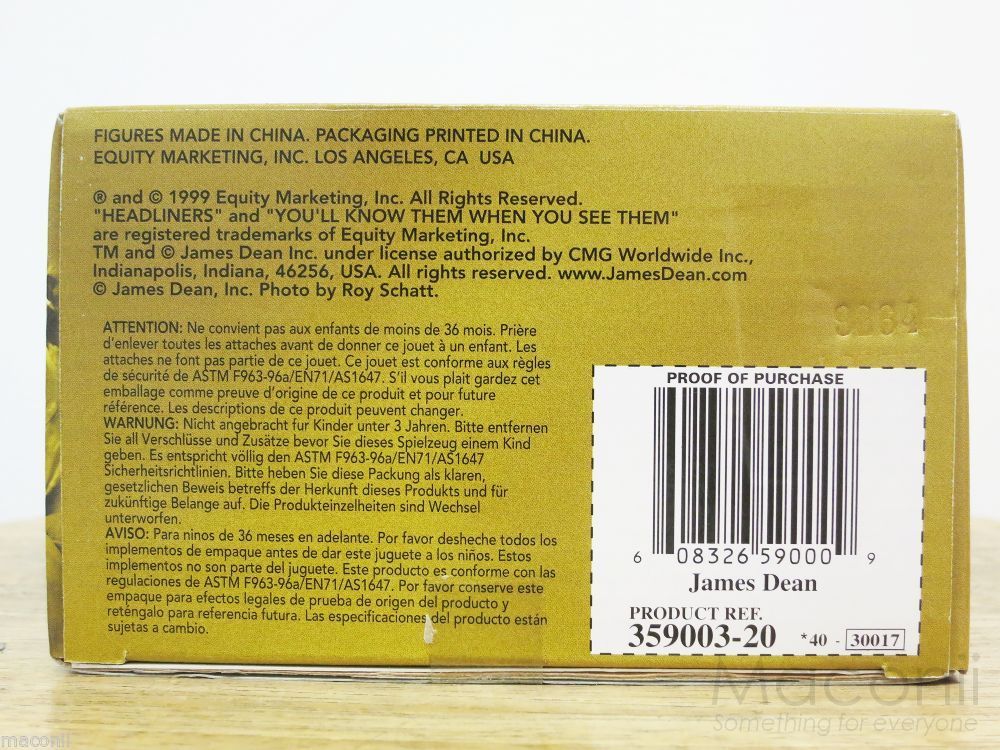 FIGURES MADE IN CHINA. PACKAGING PRINTED IN CHINA.
EQUITY MARKETING, INC. LOS ANGELES, CA USA
® and © 1999 Equity Marketing, Inc. All Rights Reserved.
"HEADLINERS" and "YOU'LL KNOW THEM WHEN YOU SEE THEM"
are registered trademarks of Equity Marketing, Inc.
TM and © James Dean Inc. under license authorized by CMG Worldwide Inc.,
Indianapolis, Indiana, 46256, USA. All rights reserved. www.JamesDean.com
© James Dean, Inc. Photo by Roy Schatt.
ATTENTION: Ne convient pas aux enfants de moins de 36 mois. Prière
d'enlever toutes les attaches avant de donner ce jouet à un enfant. Les
attaches ne font pas partie de ce jouet. Ce jouet est conforme aux règles
de sécurité de ASTM F963-96a/EN71/AS1647. S'il vous plait gardez cet
emballage comme preuve d'origine de ce produit et pour future
référence. Les descriptions de ce produit peuvent changer.
WARNUNG: Nicht angebracht fur Kinder unter 3 Jahren. Bitte entfernen
Sie all Verschlüsse und Zusätze bevor Sie dieses Spielzeug einem Kind
geben. Es entspricht völlig den ASTM F963-96a/EN71/AS1647
Sicherheitsrichtlinien. Bitte heben Sie diese Packung als klaren,
gesetzlichen Beweis betreffs der Herkunft dieses Produkts und für
zukünftige Belange auf. Die Produkteinzelheiten sind Wechsel
unterworfen.
AVISO: Para ninos de 36 meses en adelante. Por favor desheche todos los
implementos de empaque antes de dar este juguete a los niños. Estos
implementos no son parte del juguete. Este producto es conforme con las
regulaciones de ASTM F963-96a/EN71/AS1647. Por favor conserve este
empaque para efectos legales de prueba de origen del producto y
reténgalo para referencia futura. Las especificaciones del producto están
sujetas a cambio.
PROOF OF PURCHASE
6 08326 59000 9
James Dean
PRODUCT REF.
359003-20 *40 - 30017
Maconii
Something for everyone
maconii